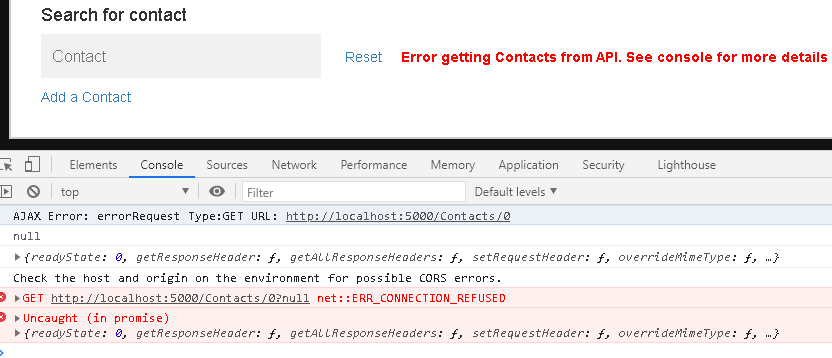 Search for contact
Contact Reset Error getting Contacts from API. See console for more details
Add a Contact
Elements Console Sources Network Performance Memory Application Security Lighthouse
top Filter Default levels
AJAX Error: errorRequest Type:GET URL: http://localhost:5000/Contacts/0
null
{readyState: 0, getResponseHeader: ƒ, getAllResponseHeaders: ƒ, setRequestHeader: ƒ, overrideMimeType: ƒ, …}
Check the host and origin on the environment for possible CORS errors.
GET http://localhost:5000/Contacts/0?null net::ERR_CONNECTION_REFUSED
Uncaught (in promise)
{readyState: 0, getResponseHeader: ƒ, getAllResponseHeaders: ƒ, setRequestHeader: ƒ, overrideMimeType: ƒ, …}